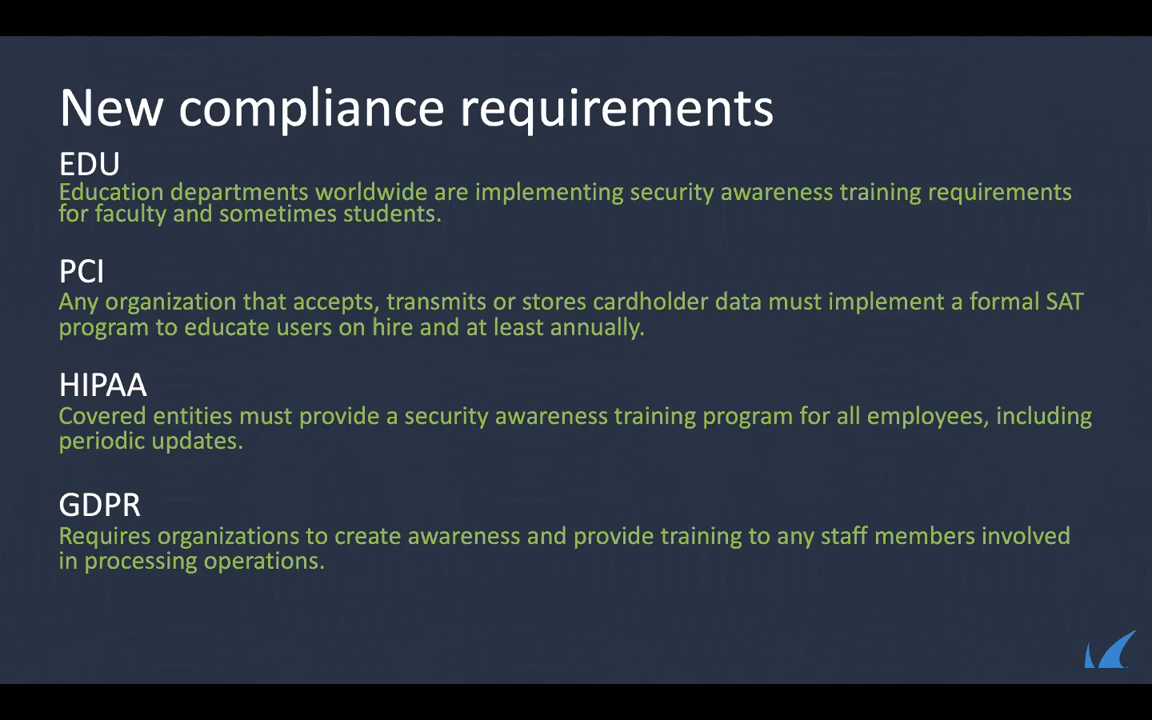 New compliance requirements
EDU
Education departments worldwide are implementing security awareness training requirements
for faculty and sometimes students.
PCI
Any organization that accepts, transmits or stores cardholder data must implement a formal SAT
program to educate users on hire and at least annually.
HIPAA
Covered entities must provide a security awareness training program for all employees, including
periodic updates.
GDPR
Requires organizations to create awareness and provide training to any staff members involved
in processing operations.